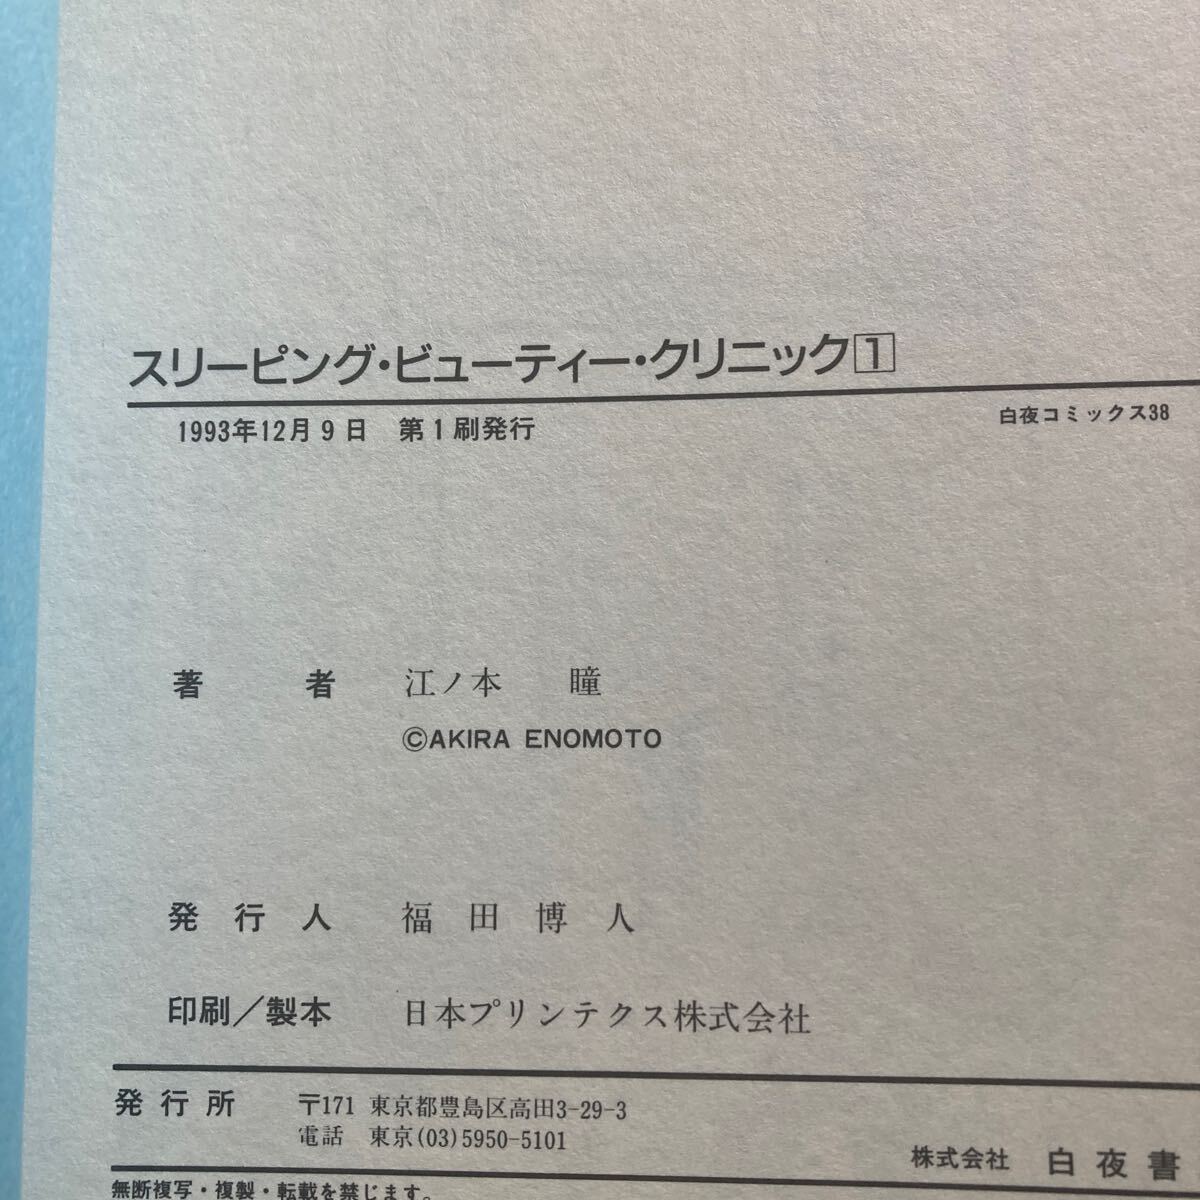 スリーピング・ビューティー・クリニック1
1993年12月9日 第1刷発行
白夜コミックス38
著者 江ノ本 瞳
©AKIRA ENOMOTO
発行人 福田博人
印刷／製本 日本プリンテクス株式会社
発行所 〒171 東京都豊島区高田3-29-3
電話 東京(03)5950-5101
株式会社 白夜書
無断複写・複製・転載を禁じます。